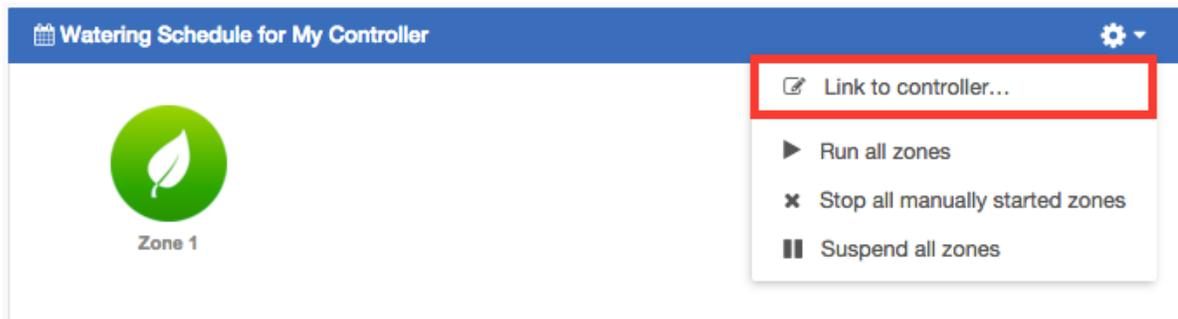 Watering Schedule for My Controller
Link to controller...
Run all zones
Stop all manually started zones
Suspend all zones
Zone 1